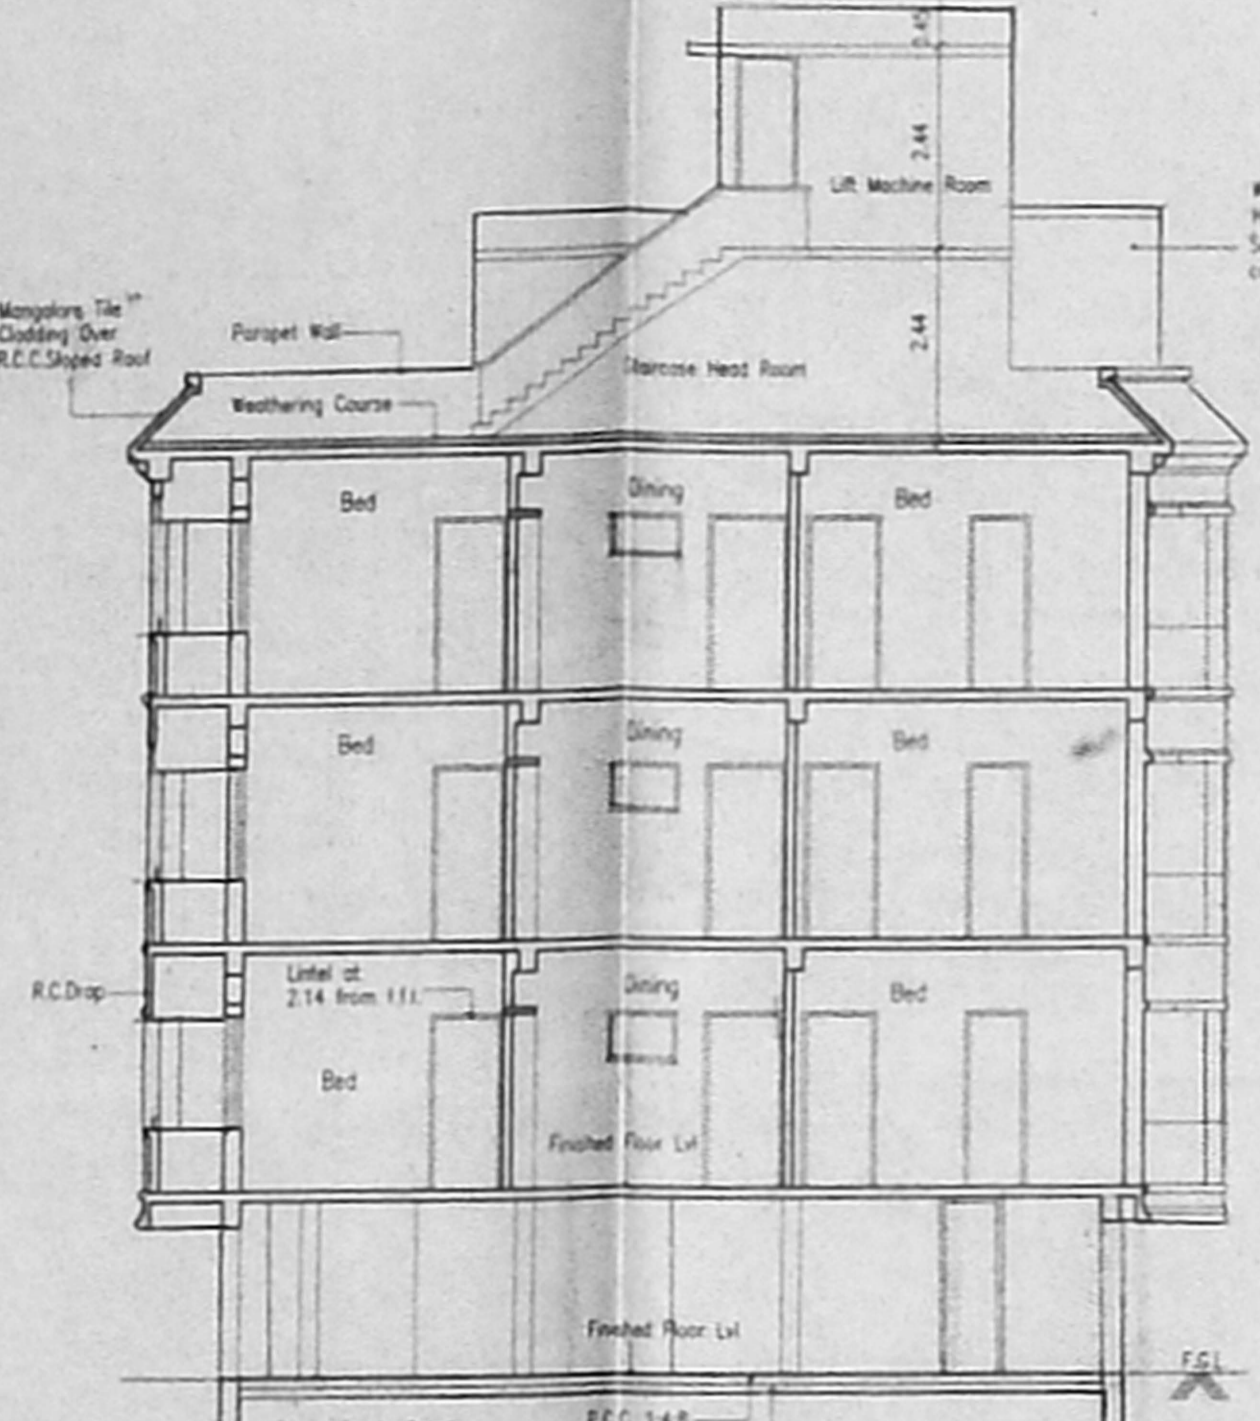 0.45
2.44
Lift Machine Room
Mangalore Tile
Cladding Over
R.C.C.Sloped Roof
Parapet Wall
2.44
Staircase Head Room
Weathering Course
Bed
Dining
Bed
Bed
Dining
Bed
R.C.Drop
Lintel at
2.14 from f.f.l.
Dining
Bed
Bed
Finished Floor Lvl
Finished Floor Lvl
F.G.L